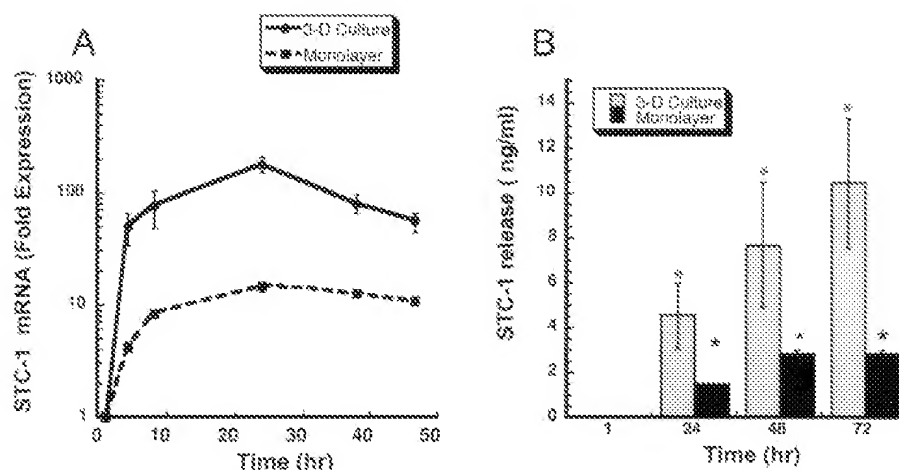 A
3-D Culture
Monolayer
STC-1 mRNA (Fold Expression)
1000
100
10
1
0 10 20 30 40 50
Time (hr)
B
3-D Culture
Monolayer
STC-1 release ( ng/ml)
14
12
10
8
6
4
2
0
* * *
* * *
1 24 48 72
Time (hr)